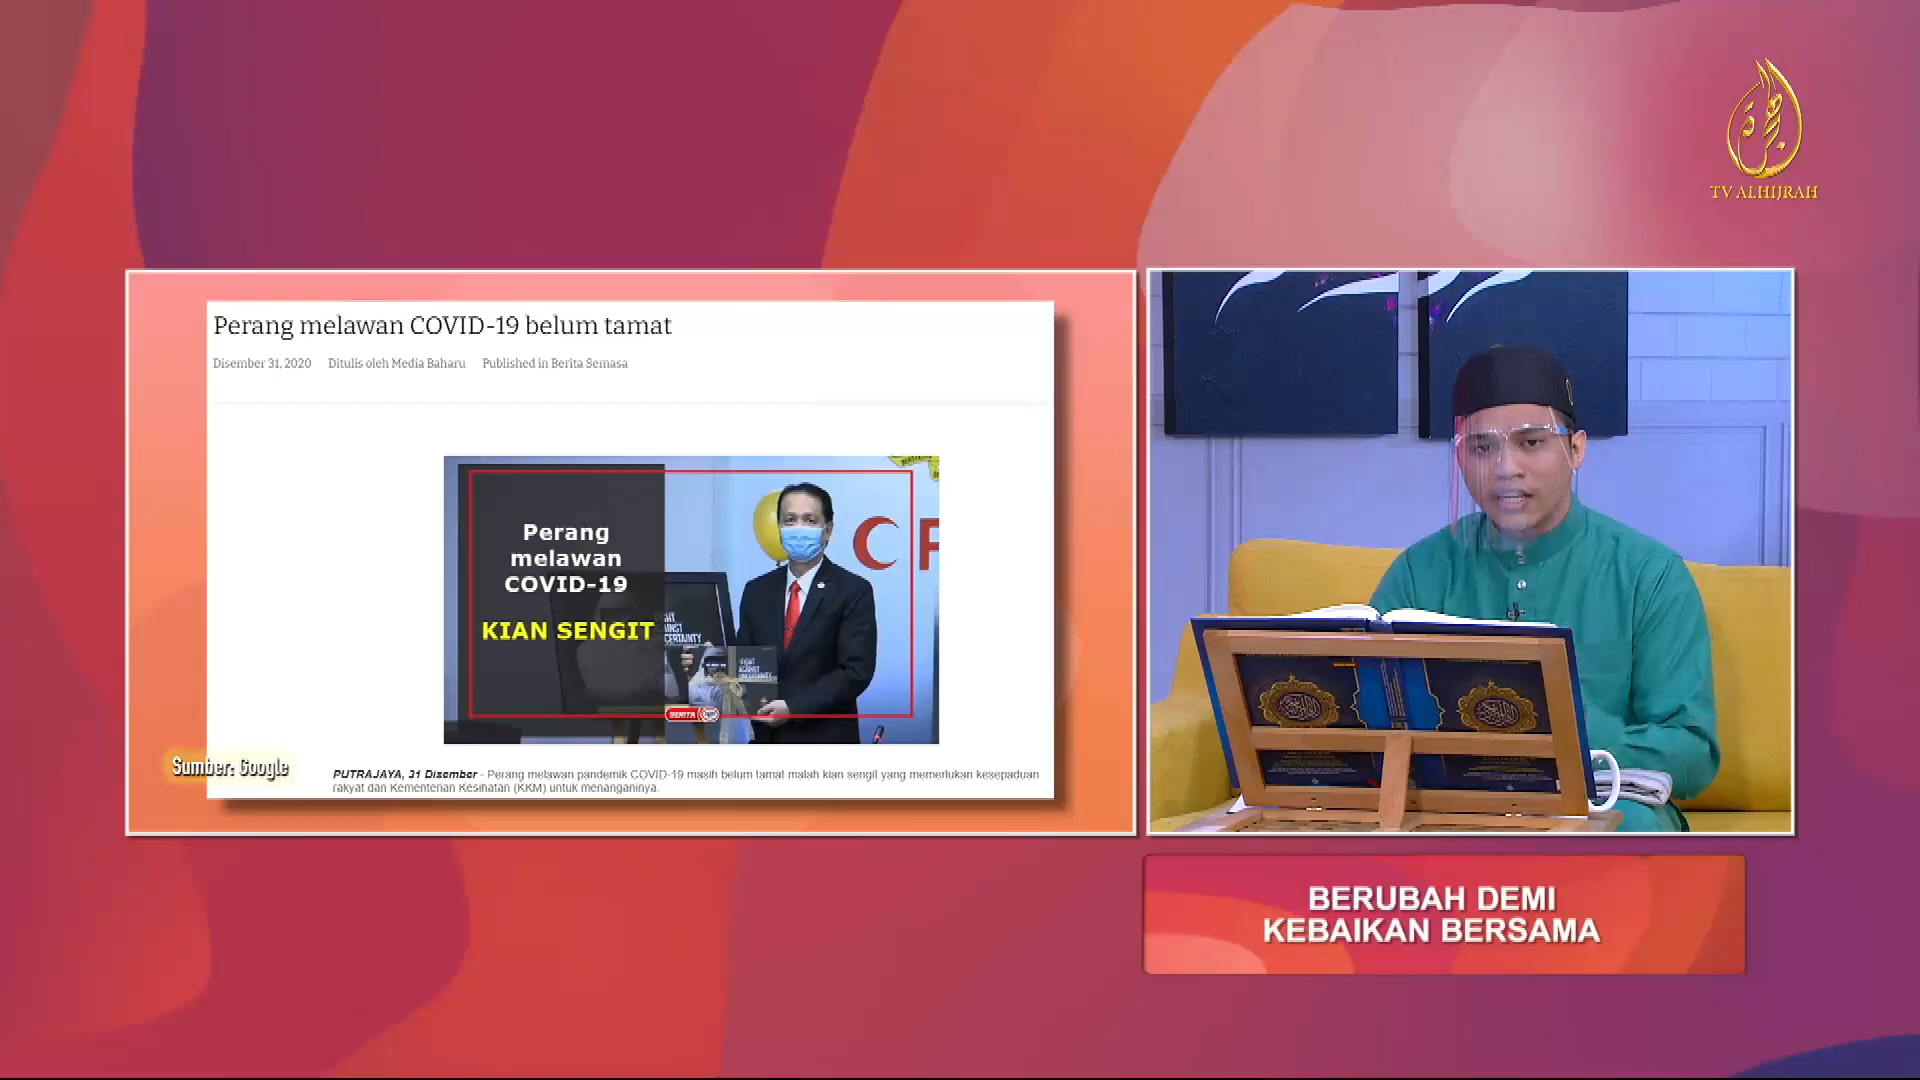 TV ALHIJRAH
Perang melawan COVID-19 belum tamat
Disember 31, 2020 Ditulis oleh Media Baharu Published in Berita Semasa
Perang
melawan
COVID-19
KIAN SENGIT
BERITA
Sumber: Google
PUTRAJAYA, 31 Disember - Perang melawan pandemik COVID-19 masih belum tamat malah kian sengit yang memerlukan kesepaduan
rakyat dan Kementerian Kesihatan (KKM) untuk menanganinya.
BERUBAH DEMI
KEBAIKAN BERSAMA